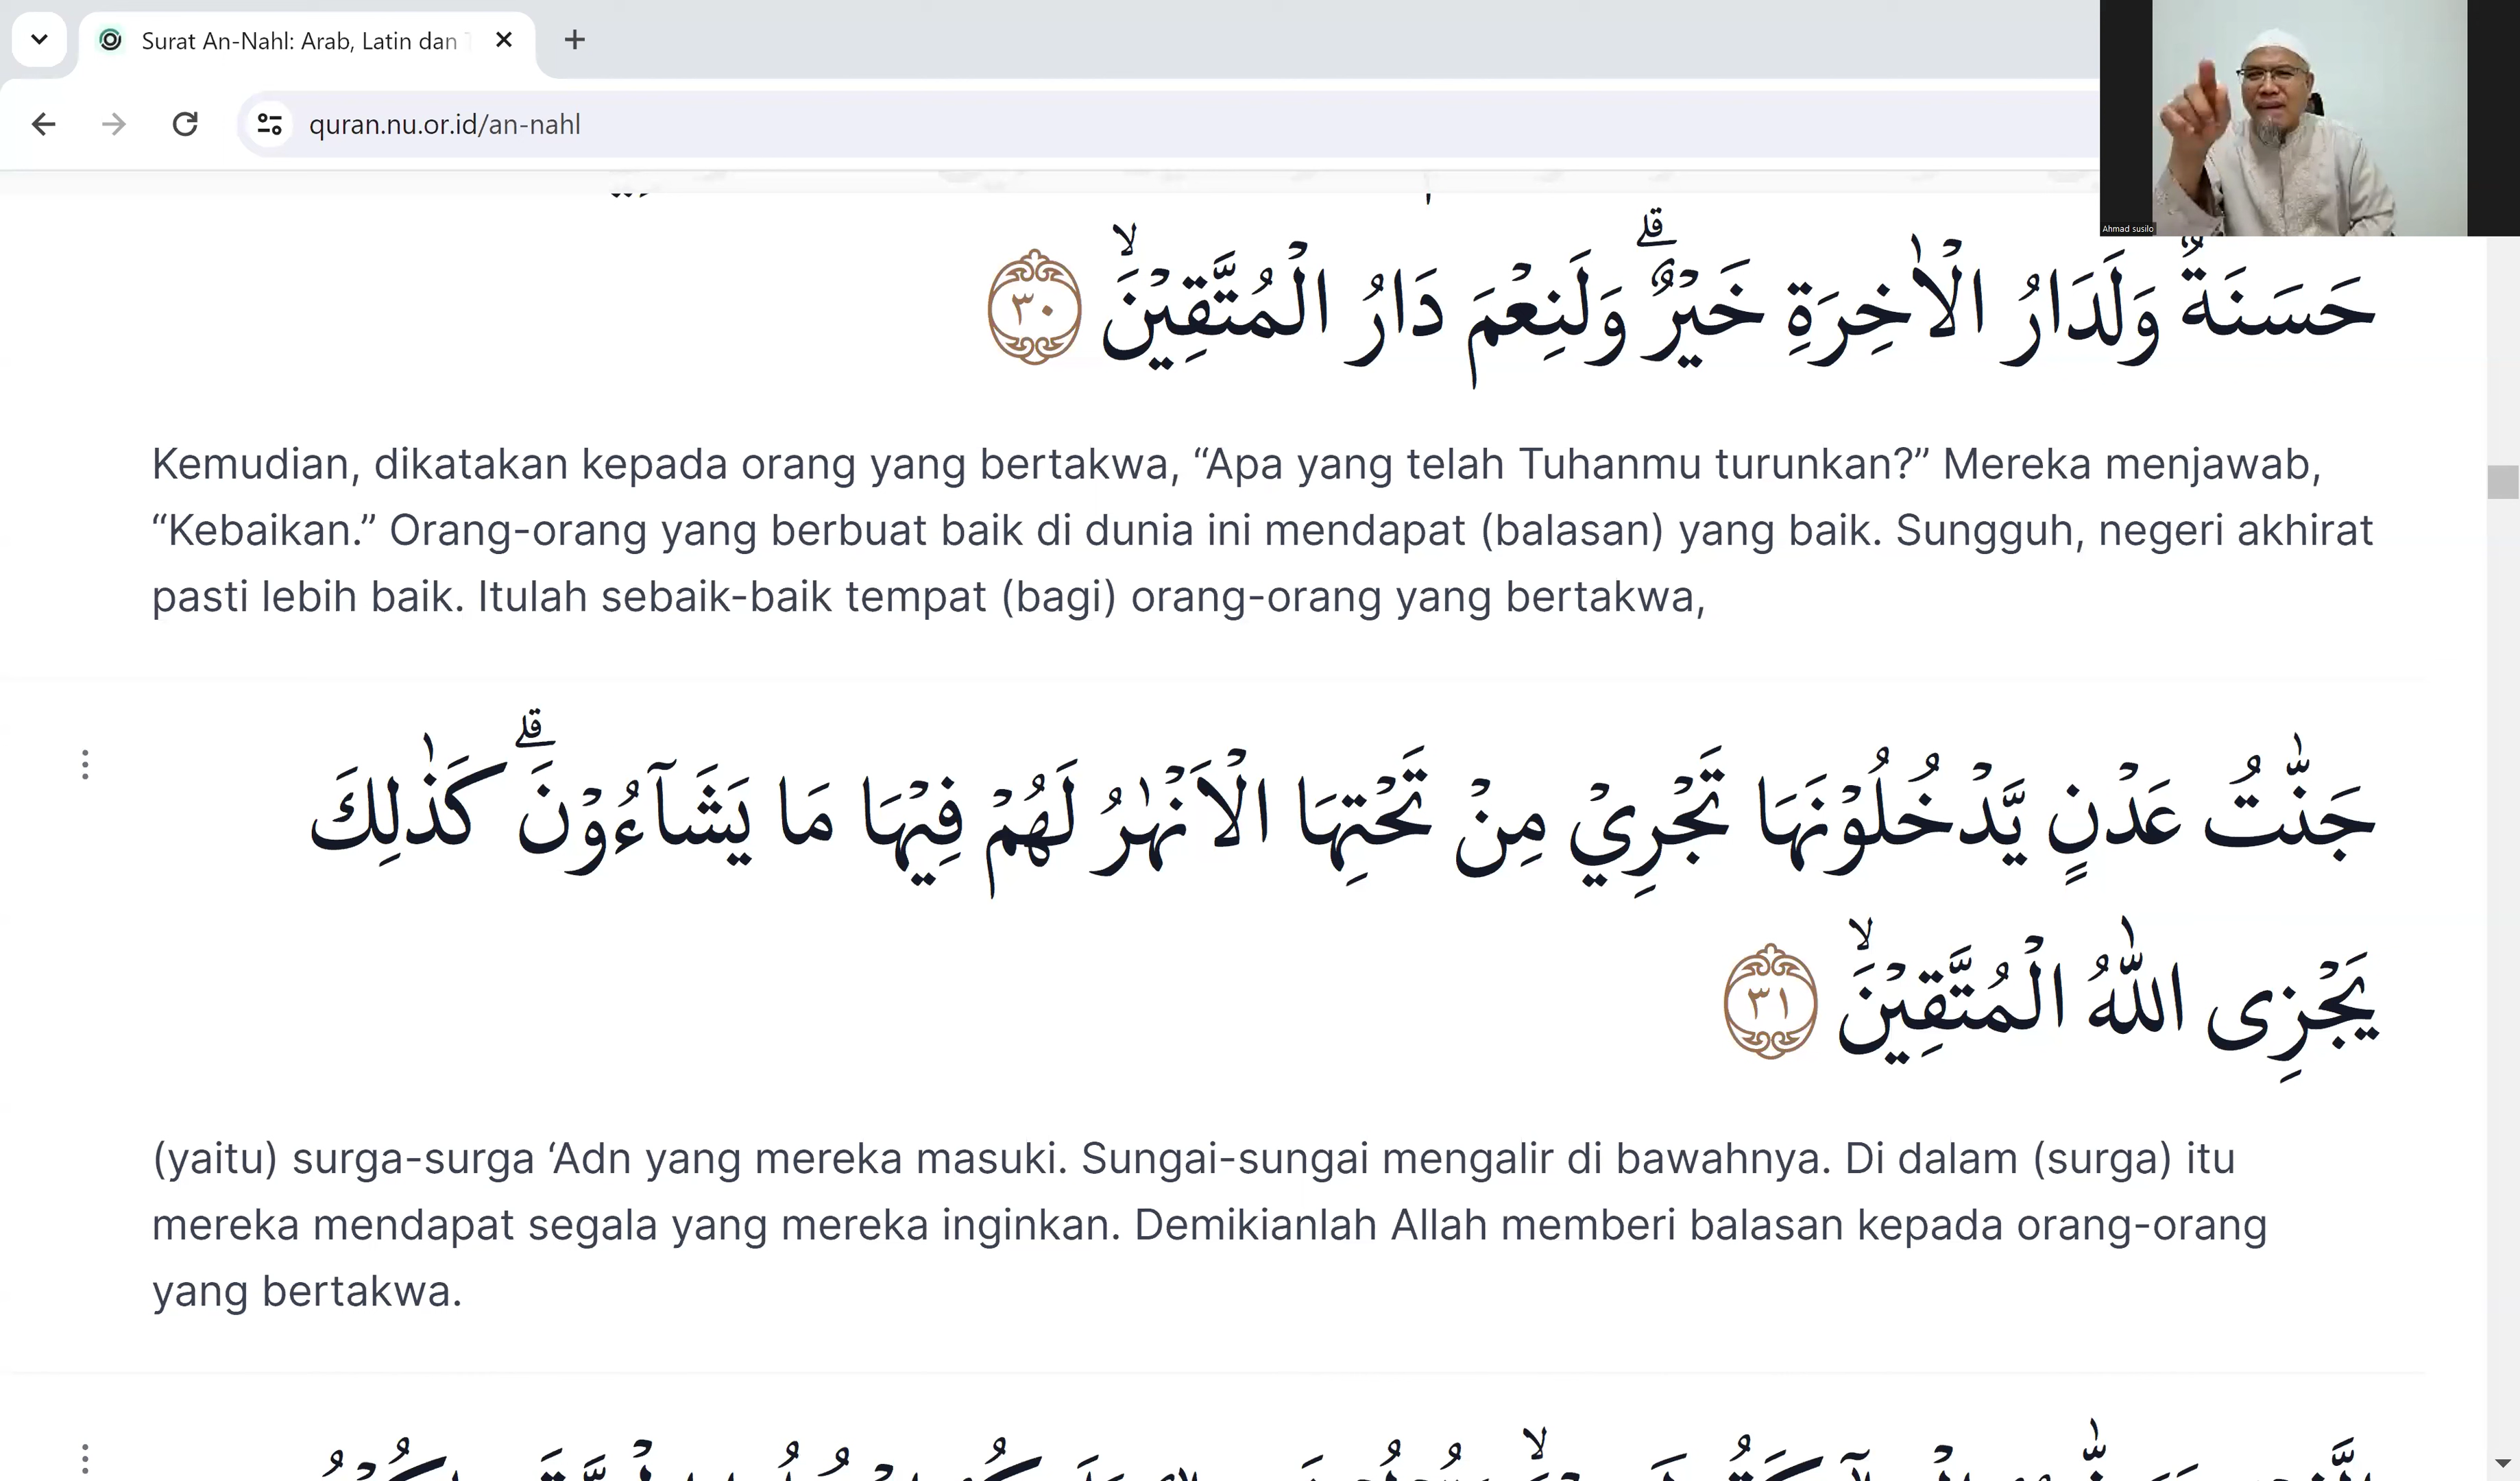 Surat An-Nahl: Arab, Latin dan
quran.nu.or.id/an-nahl
Ahmad susilo
حَسَنَةٌ وَلَدَارُ الْاٰخِرَةِ خَيْرٌۗ وَلَنِعْمَ دَارُ الْمُتَّقِيْنَۙ ٣٠
Kemudian, dikatakan kepada orang yang bertakwa, “Apa yang telah Tuhanmu turunkan?” Mereka menjawab,
“Kebaikan.” Orang-orang yang berbuat baik di dunia ini mendapat (balasan) yang baik. Sungguh, negeri akhirat
pasti lebih baik. Itulah sebaik-baik tempat (bagi) orang-orang yang bertakwa,
جَنّٰتُ عَدْنٍ يَّدْخُلُوْنَهَا تَجْرِيْ مِنْ تَحْتِهَا الْاَنْهٰرُ لَهُمْ فِيْهَا مَا يَشَاۤءُوْنَۗ كَذٰلِكَ
يَجْزِى اللّٰهُ الْمُتَّقِيْنَۙ ٣١
(yaitu) surga-surga ‘Adn yang mereka masuki. Sungai-sungai mengalir di bawahnya. Di dalam (surga) itu
mereka mendapat segala yang mereka inginkan. Demikianlah Allah memberi balasan kepada orang-orang
yang bertakwa.